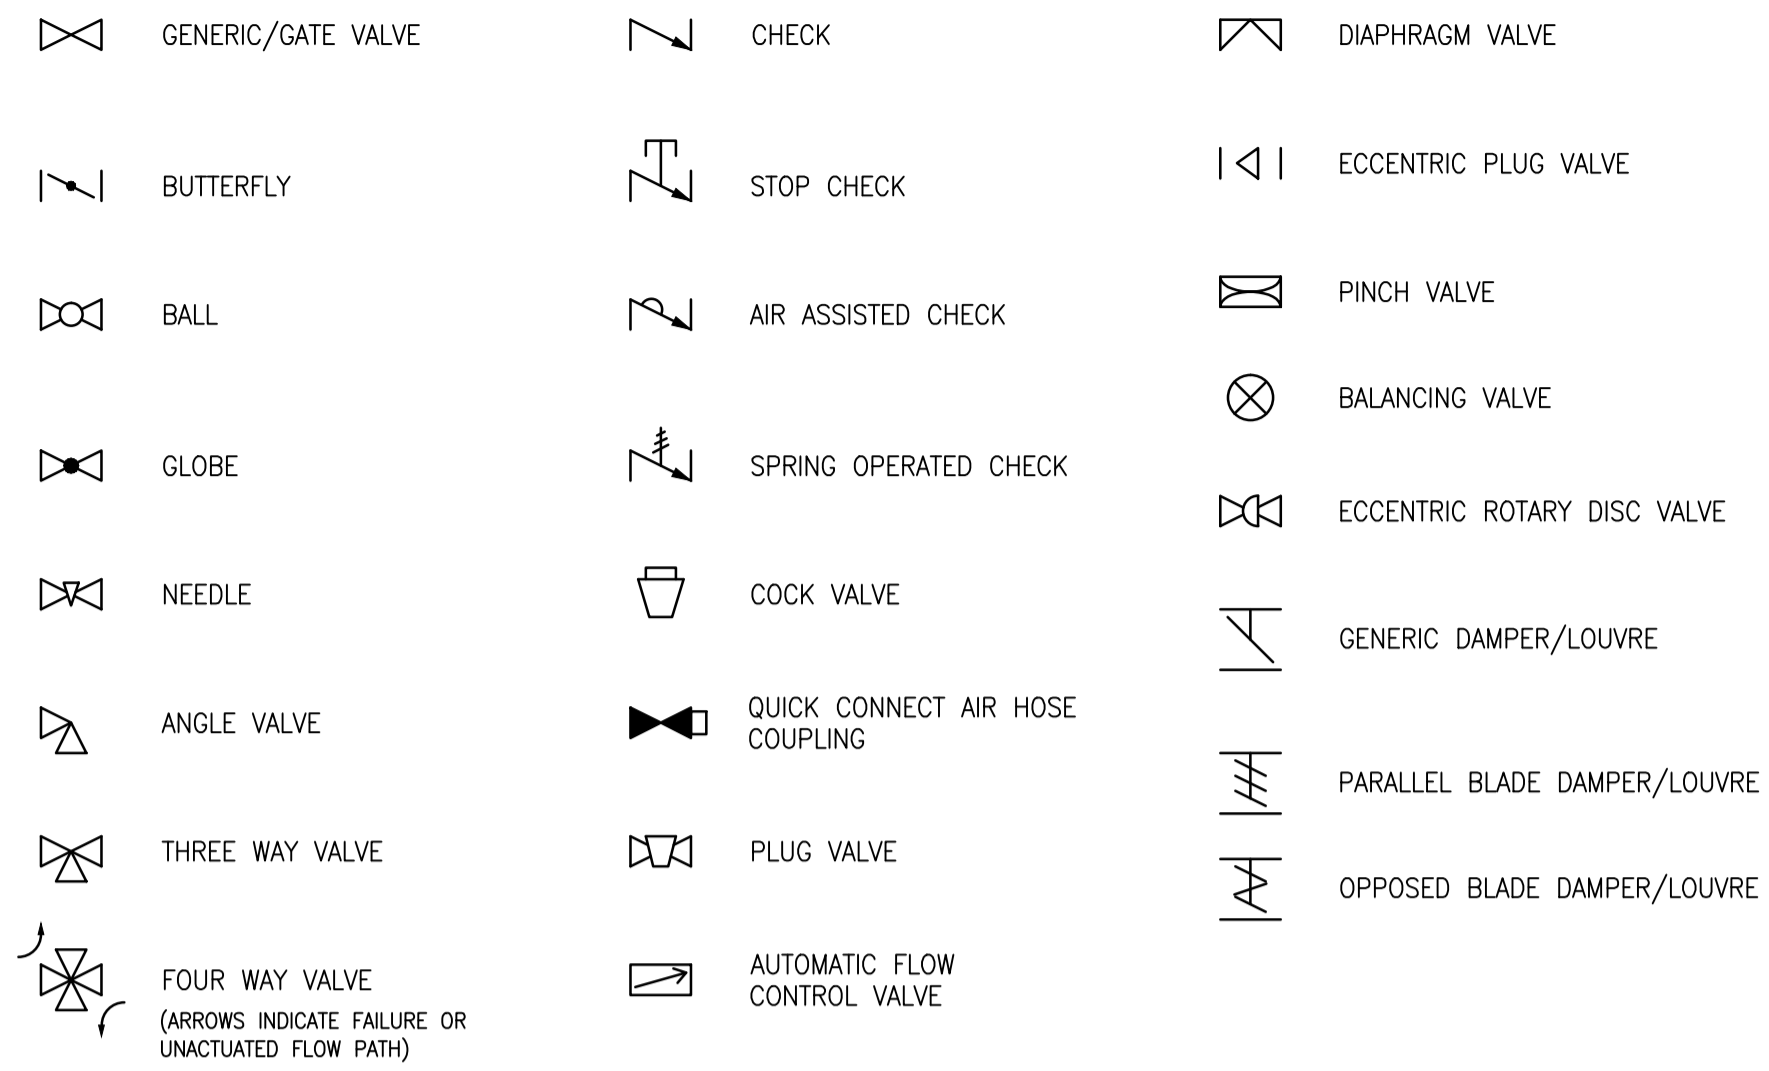 GENERIC/GATE VALVE
BUTTERFLY
BALL
GLOBE
NEEDLE
ANGLE VALVE
THREE WAY VALVE
FOUR WAY VALVE
(ARROWS INDICATE FAILURE OR
UNACTUATED FLOW PATH)
CHECK
STOP CHECK
AIR ASSISTED CHECK
SPRING OPERATED CHECK
COCK VALVE
QUICK CONNECT AIR HOSE
COUPLING
PLUG VALVE
AUTOMATIC FLOW
CONTROL VALVE
DIAPHRAGM VALVE
ECCENTRIC PLUG VALVE
PINCH VALVE
BALANCING VALVE
ECCENTRIC ROTARY DISC VALVE
GENERIC DAMPER/LOUVRE
PARALLEL BLADE DAMPER/LOUVRE
OPPOSED BLADE DAMPER/LOUVRE